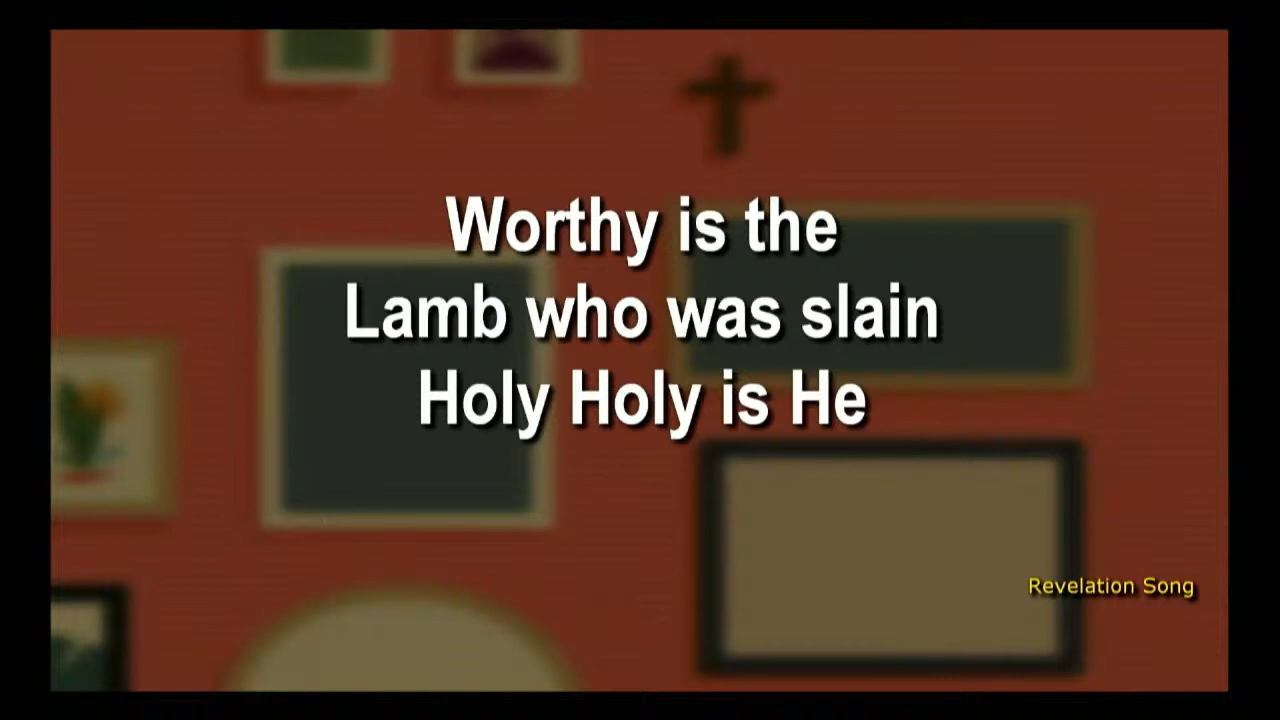 Worthy is the
Lamb who was slain
Holy Holy is He
Revelation Song